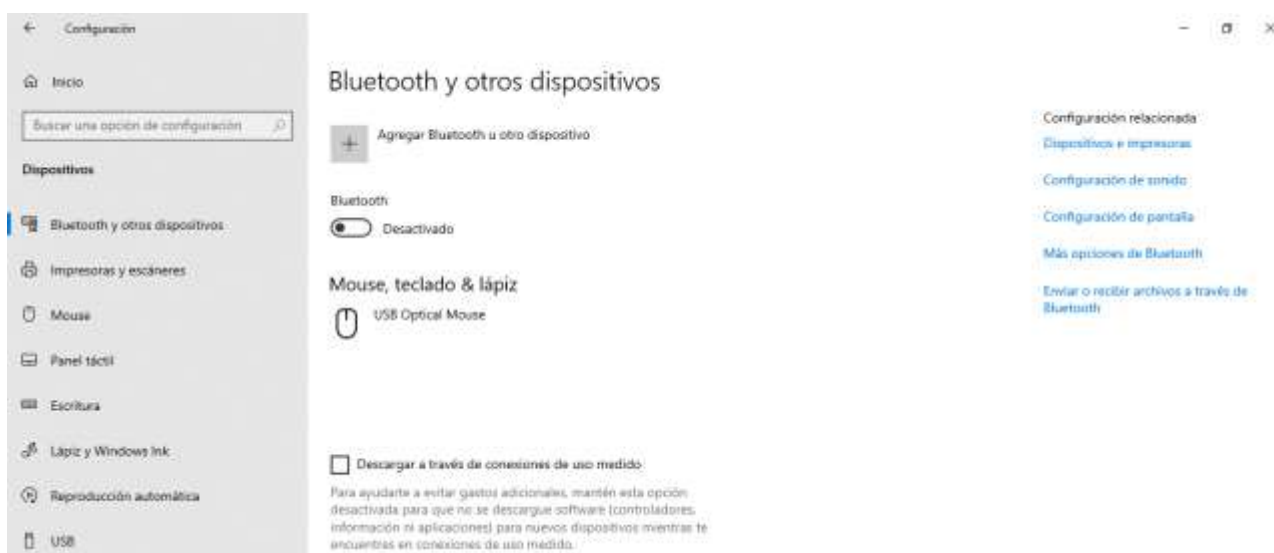 Configuración
Inicio
Buscar una opción de configuración
Dispositivos
Bluetooth y otros dispositivos
Impresoras y escáneres
Mouse
Panel táctil
Escritura
Lápiz y Windows Ink
Reproducción automática
USB
Bluetooth y otros dispositivos
Agregar Bluetooth u otro dispositivo
Bluetooth
Desactivado
Mouse, teclado & lápiz
USB Optical Mouse
Descargar a través de conexiones de uso medido
Para ayudarte a evitar gastos adicionales, mantén esta opción
desactivada para que no se descargue software (controladores,
información ni aplicaciones) para nuevos dispositivos mientras te
encuentras en conexiones de uso medido.
Configuración relacionada
Dispositivos e impresoras
Configuración de sonido
Configuración de pantalla
Más opciones de Bluetooth
Enviar o recibir archivos a través de
Bluetooth